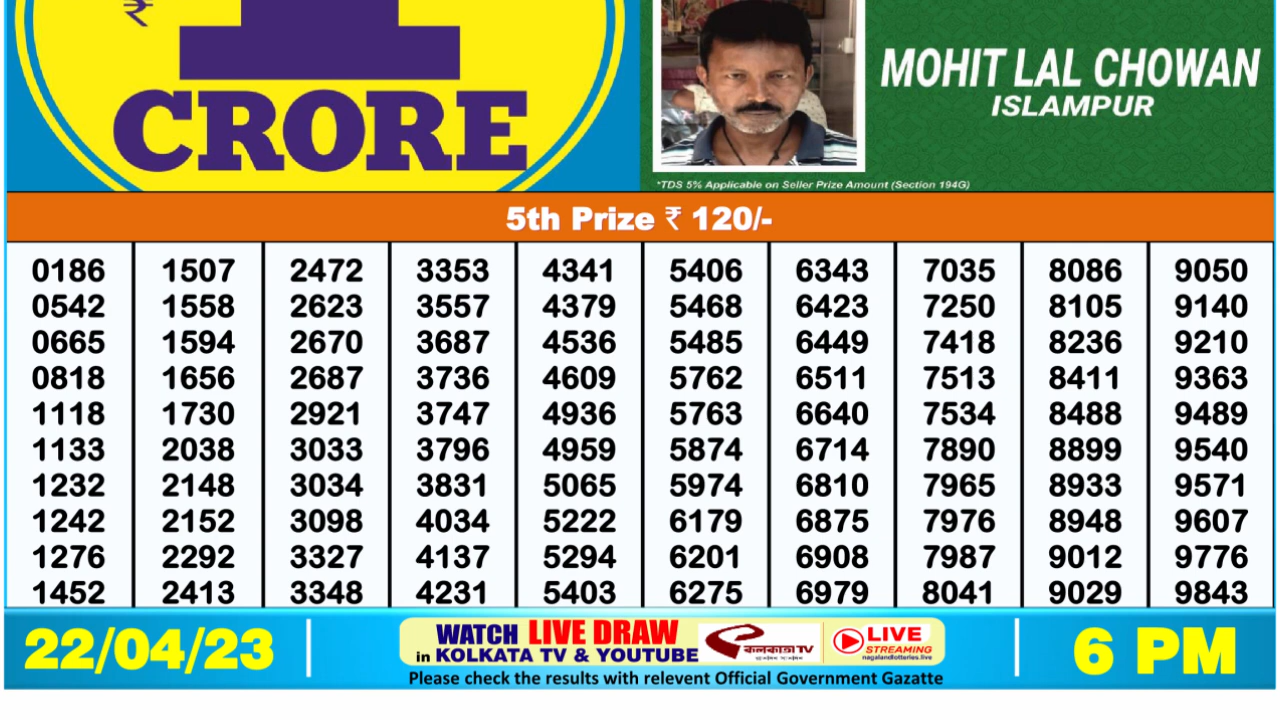 ₹
CRORE
MOHIT LAL CHOWAN
ISLAMPUR
*TDS 5% Applicable on Seller Prize Amount (Section 194G)
5th Prize ₹ 120/-
0186 1507 2472 3353 4341 5406 6343 7035 8086 9050
0542 1558 2623 3557 4379 5468 6423 7250 8105 9140
0665 1594 2670 3687 4536 5485 6449 7418 8236 9210
0818 1656 2687 3736 4609 5762 6511 7513 8411 9363
1118 1730 2921 3747 4936 5763 6640 7534 8488 9489
1133 2038 3033 3796 4959 5874 6714 7890 8899 9540
1232 2148 3034 3831 5065 5974 6810 7965 8933 9571
1242 2152 3098 4034 5222 6179 6875 7976 8948 9607
1276 2292 3327 4137 5294 6201 6908 7987 9012 9776
1452 2413 3348 4231 5403 6275 6979 8041 9029 9843
22/04/23
WATCH LIVE DRAW
in KOLKATA TV & YOUTUBE
কলকাতা TV
LIVE
STREAMING
nagalandlotteries.live
6 PM
Please check the results with relevent Official Government Gazatte